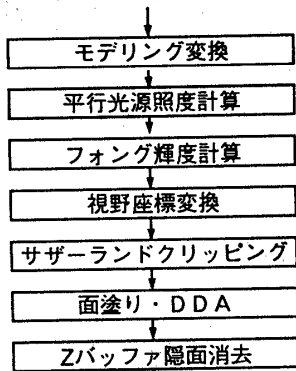 モデリング変換
平行光源照度計算
フォング輝度計算
視野座標変換
サザーランドクリッピング
面塗り・DDA
Zバッファ隠面消去